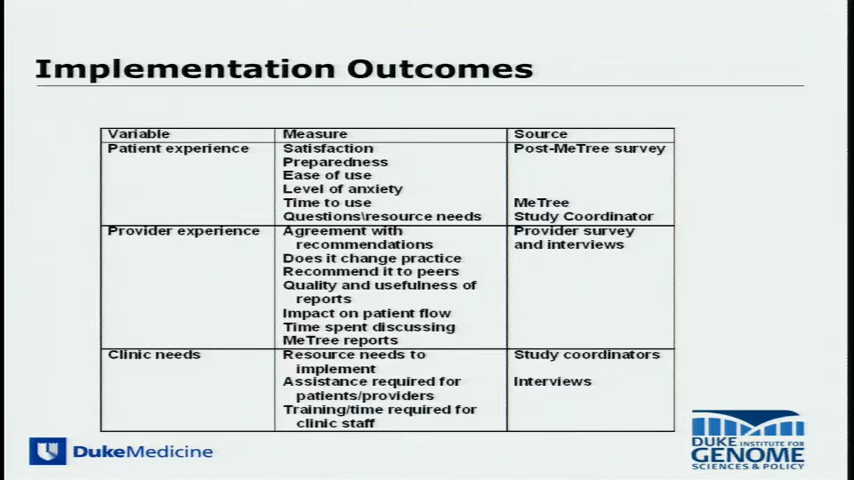 Implementation Outcomes
Variable Measure Source
Patient experience Satisfaction Post-MeTree survey
Preparedness
Ease of use
Level of anxiety
Time to use MeTree
Questions\resource needs Study Coordinator
Provider experience Agreement with Provider survey
recommendations and interviews
Does it change practice
Recommend it to peers
Quality and usefulness of
reports
Impact on patient flow
Time spent discussing
MeTree reports
Clinic needs Resource needs to Study coordinators
implement
Assistance required for Interviews
patients/providers
Training/time required for
clinic staff
DukeMedicine
DUKE INSTITUTE FOR
GENOME
SCIENCES & POLICY